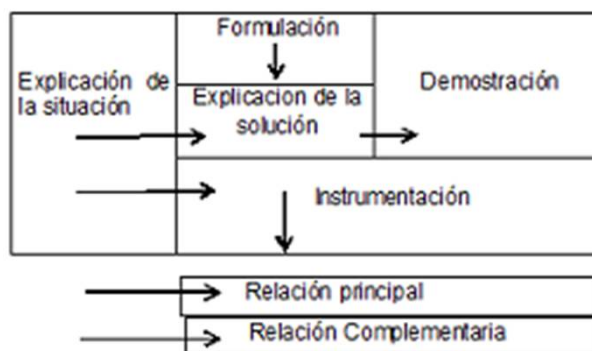 Formulación
Explicación de
la situación
Explicacion de la
solución
Demostración
Instrumentación
Relación principal
Relación Complementaria